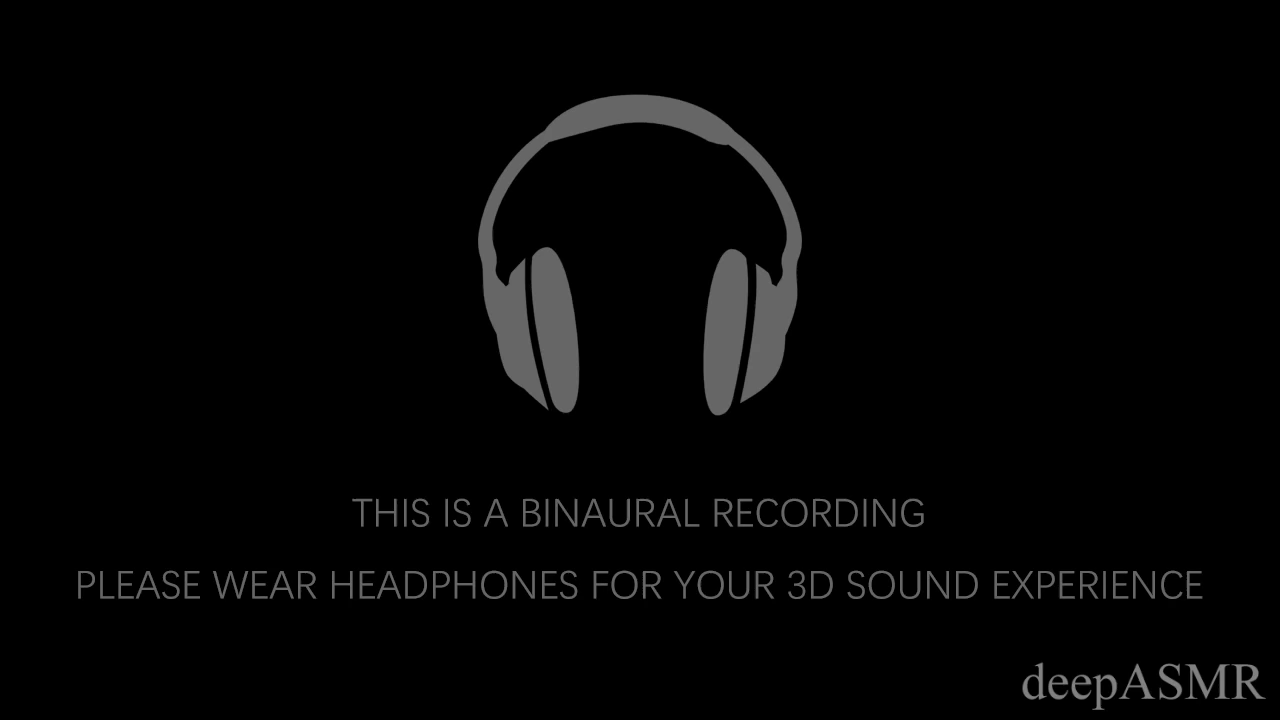 THIS IS A BINAURAL RECORDING
PLEASE WEAR HEADPHONES FOR YOUR 3D SOUND EXPERIENCE
deepASMR